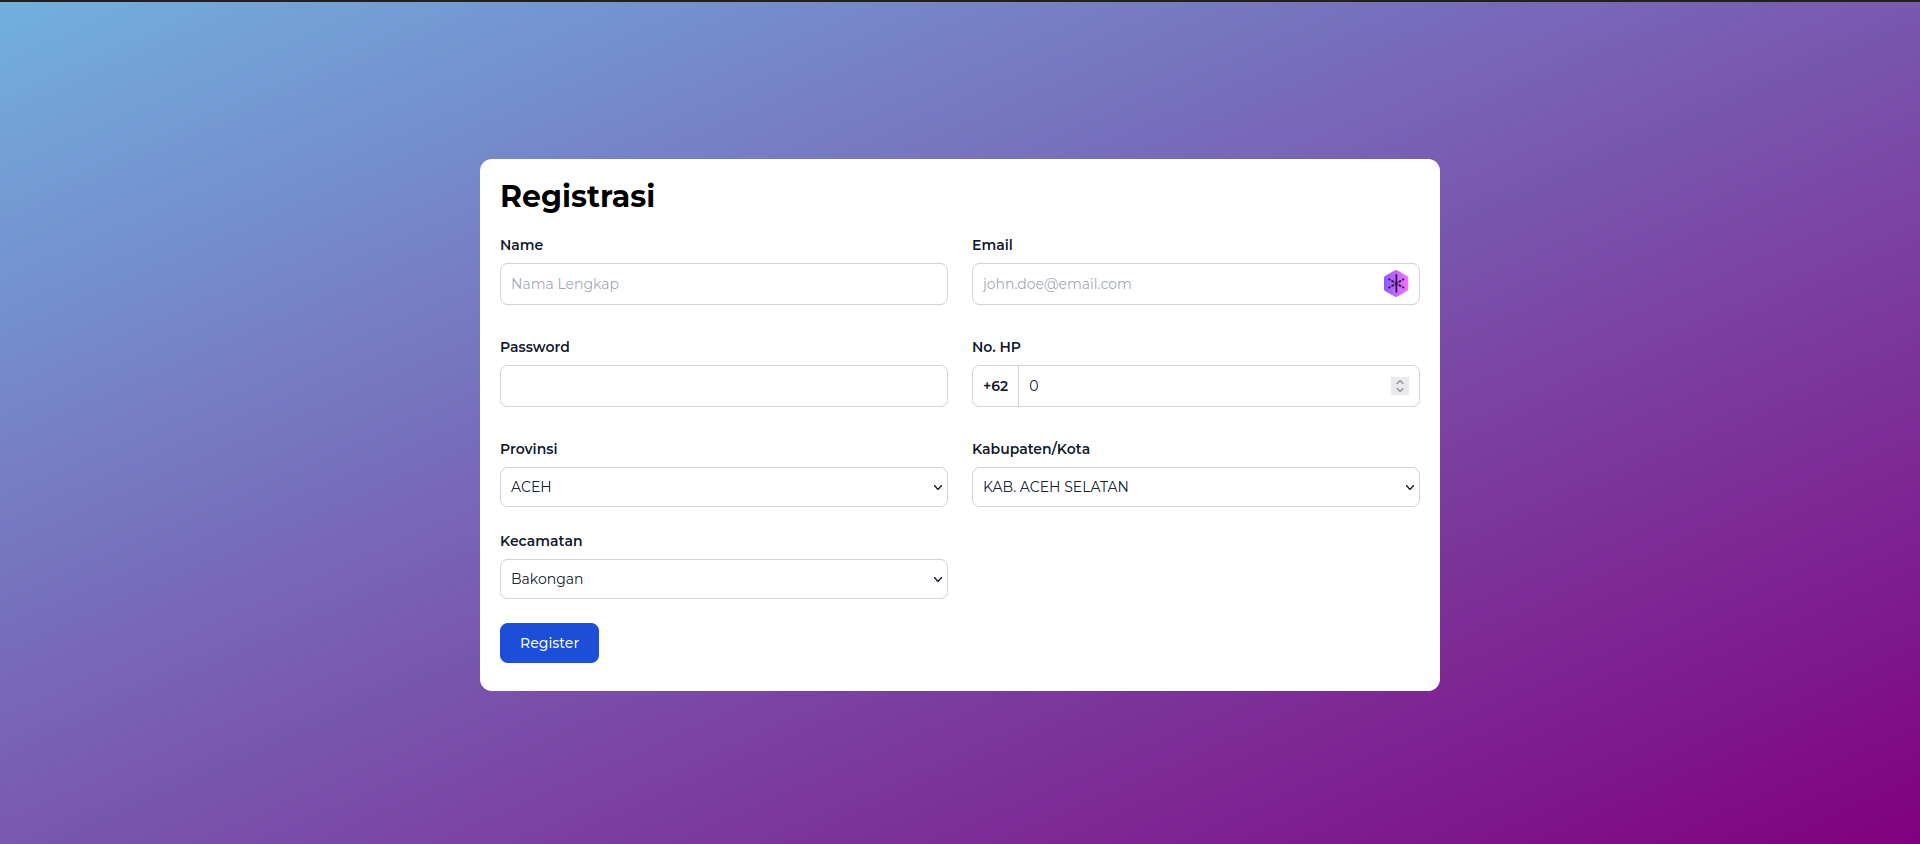 Registrasi
Name
Email
Nama Lengkap
john.doe@email.com
Password
No. HP
+62
0
Provinsi
Kabupaten/Kota
ACEH
KAB. ACEH SELATAN
Kecamatan
Bakongan
Register